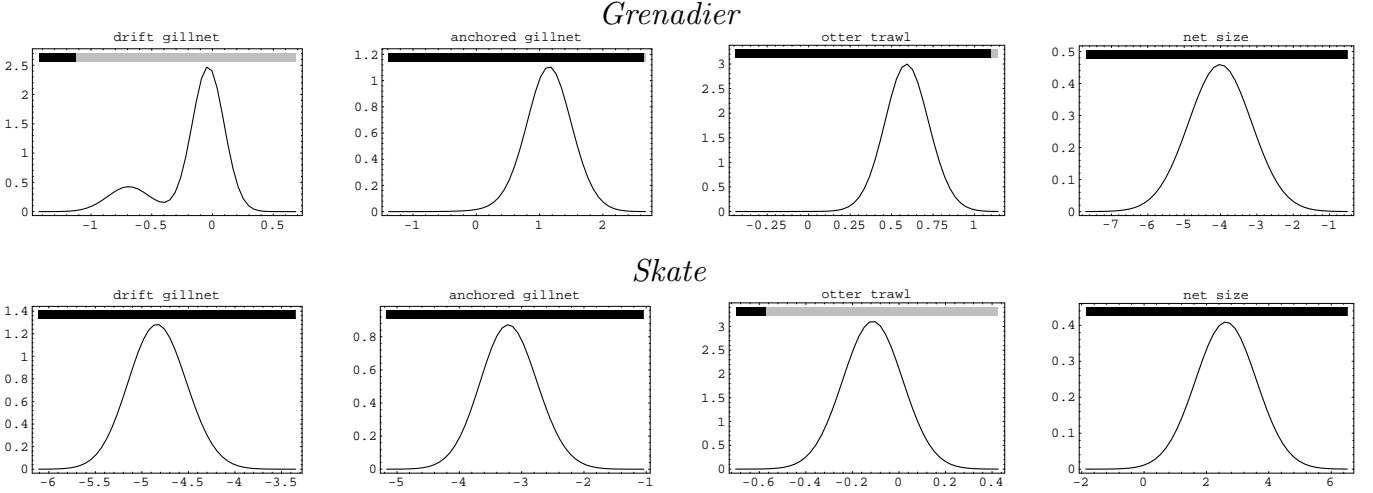 Grenadier
drift gillnet anchored gillnet otter trawl net size
2.5 2 1.5 1 0.5 0
-1 -0.5 0 0.5
1.2 1 0.8 0.6 0.4 0.2 0
-1 0 1 2
3 2.5 2 1.5 1 0.5 0
-0.25 0 0.25 0.5 0.75 1
0.5 0.4 0.3 0.2 0.1 0
-7 -6 -5 -4 -3 -2 -1
Skate
drift gillnet anchored gillnet otter trawl net size
1.4 1.2 1 0.8 0.6 0.4 0.2 0
-6 -5.5 -5 -4.5 -4 -3.5
0.8 0.6 0.4 0.2 0
-5 -4 -3 -2 -1
3 2.5 2 1.5 1 0.5 0
-0.6 -0.4 -0.2 0 0.2 0.4
0.4 0.3 0.2 0.1 0
-2 0 2 4 6